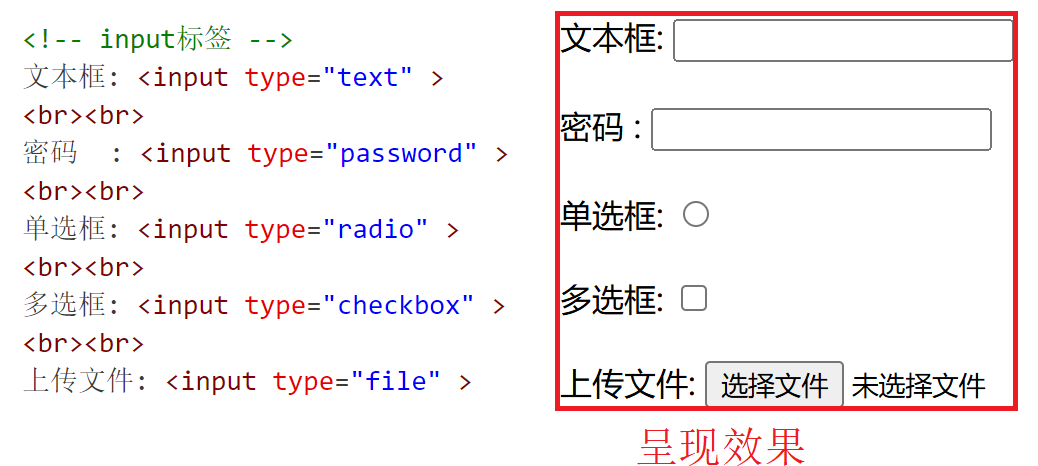 <!-- input标签 -->
文本框: <input type="text" >
<br><br>
密码  : <input type="password" >
<br><br>
单选框: <input type="radio" >
<br><br>
多选框: <input type="checkbox" >
<br><br>
上传文件: <input type="file" >
文本框:
密码 :
单选框:
多选框:
上传文件: 选择文件 未选择文件
呈现效果